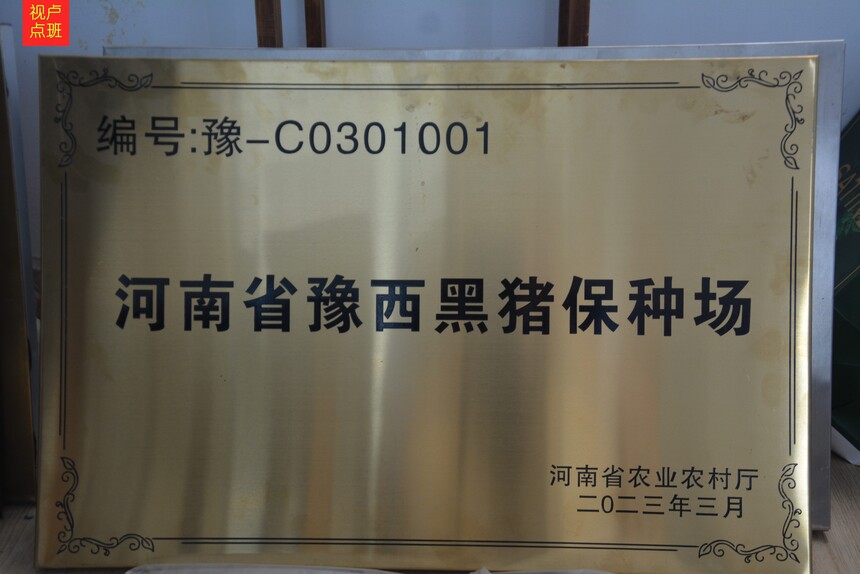 视卢
点班
编号:豫-C0301001
河南省豫西黑猪保种场
河南省农业农村厅
二〇二三年三月